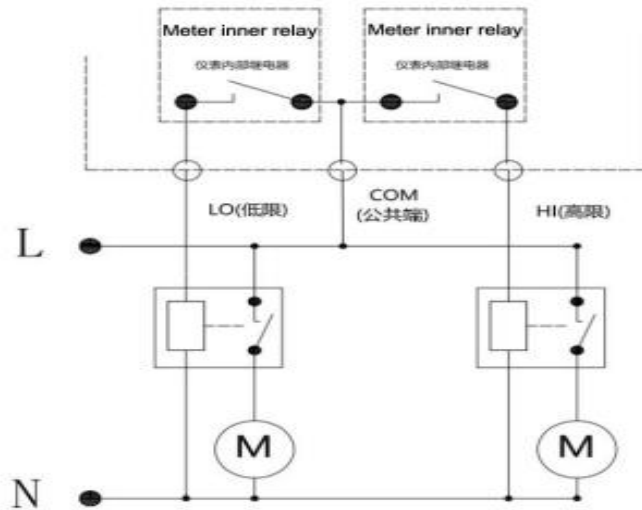 Meter inner relay
Meter inner relay
仪表内部继电器
仪表内部继电器
LO(低限)
COM
(公共端)
HI(高限)
L
M
M
N